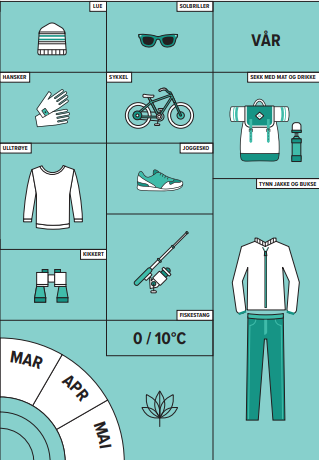 LUE
SOLBRILLER
VÅR
HANSKER
SYKKEL
SEKK MED MAT OG DRIKKE
ULLTRØYE
JOGGESKO
TYNN JAKKE OG BUKSE
KIKKERT
FISKESTANG
0 / 10°C
MAR
APR
MAI